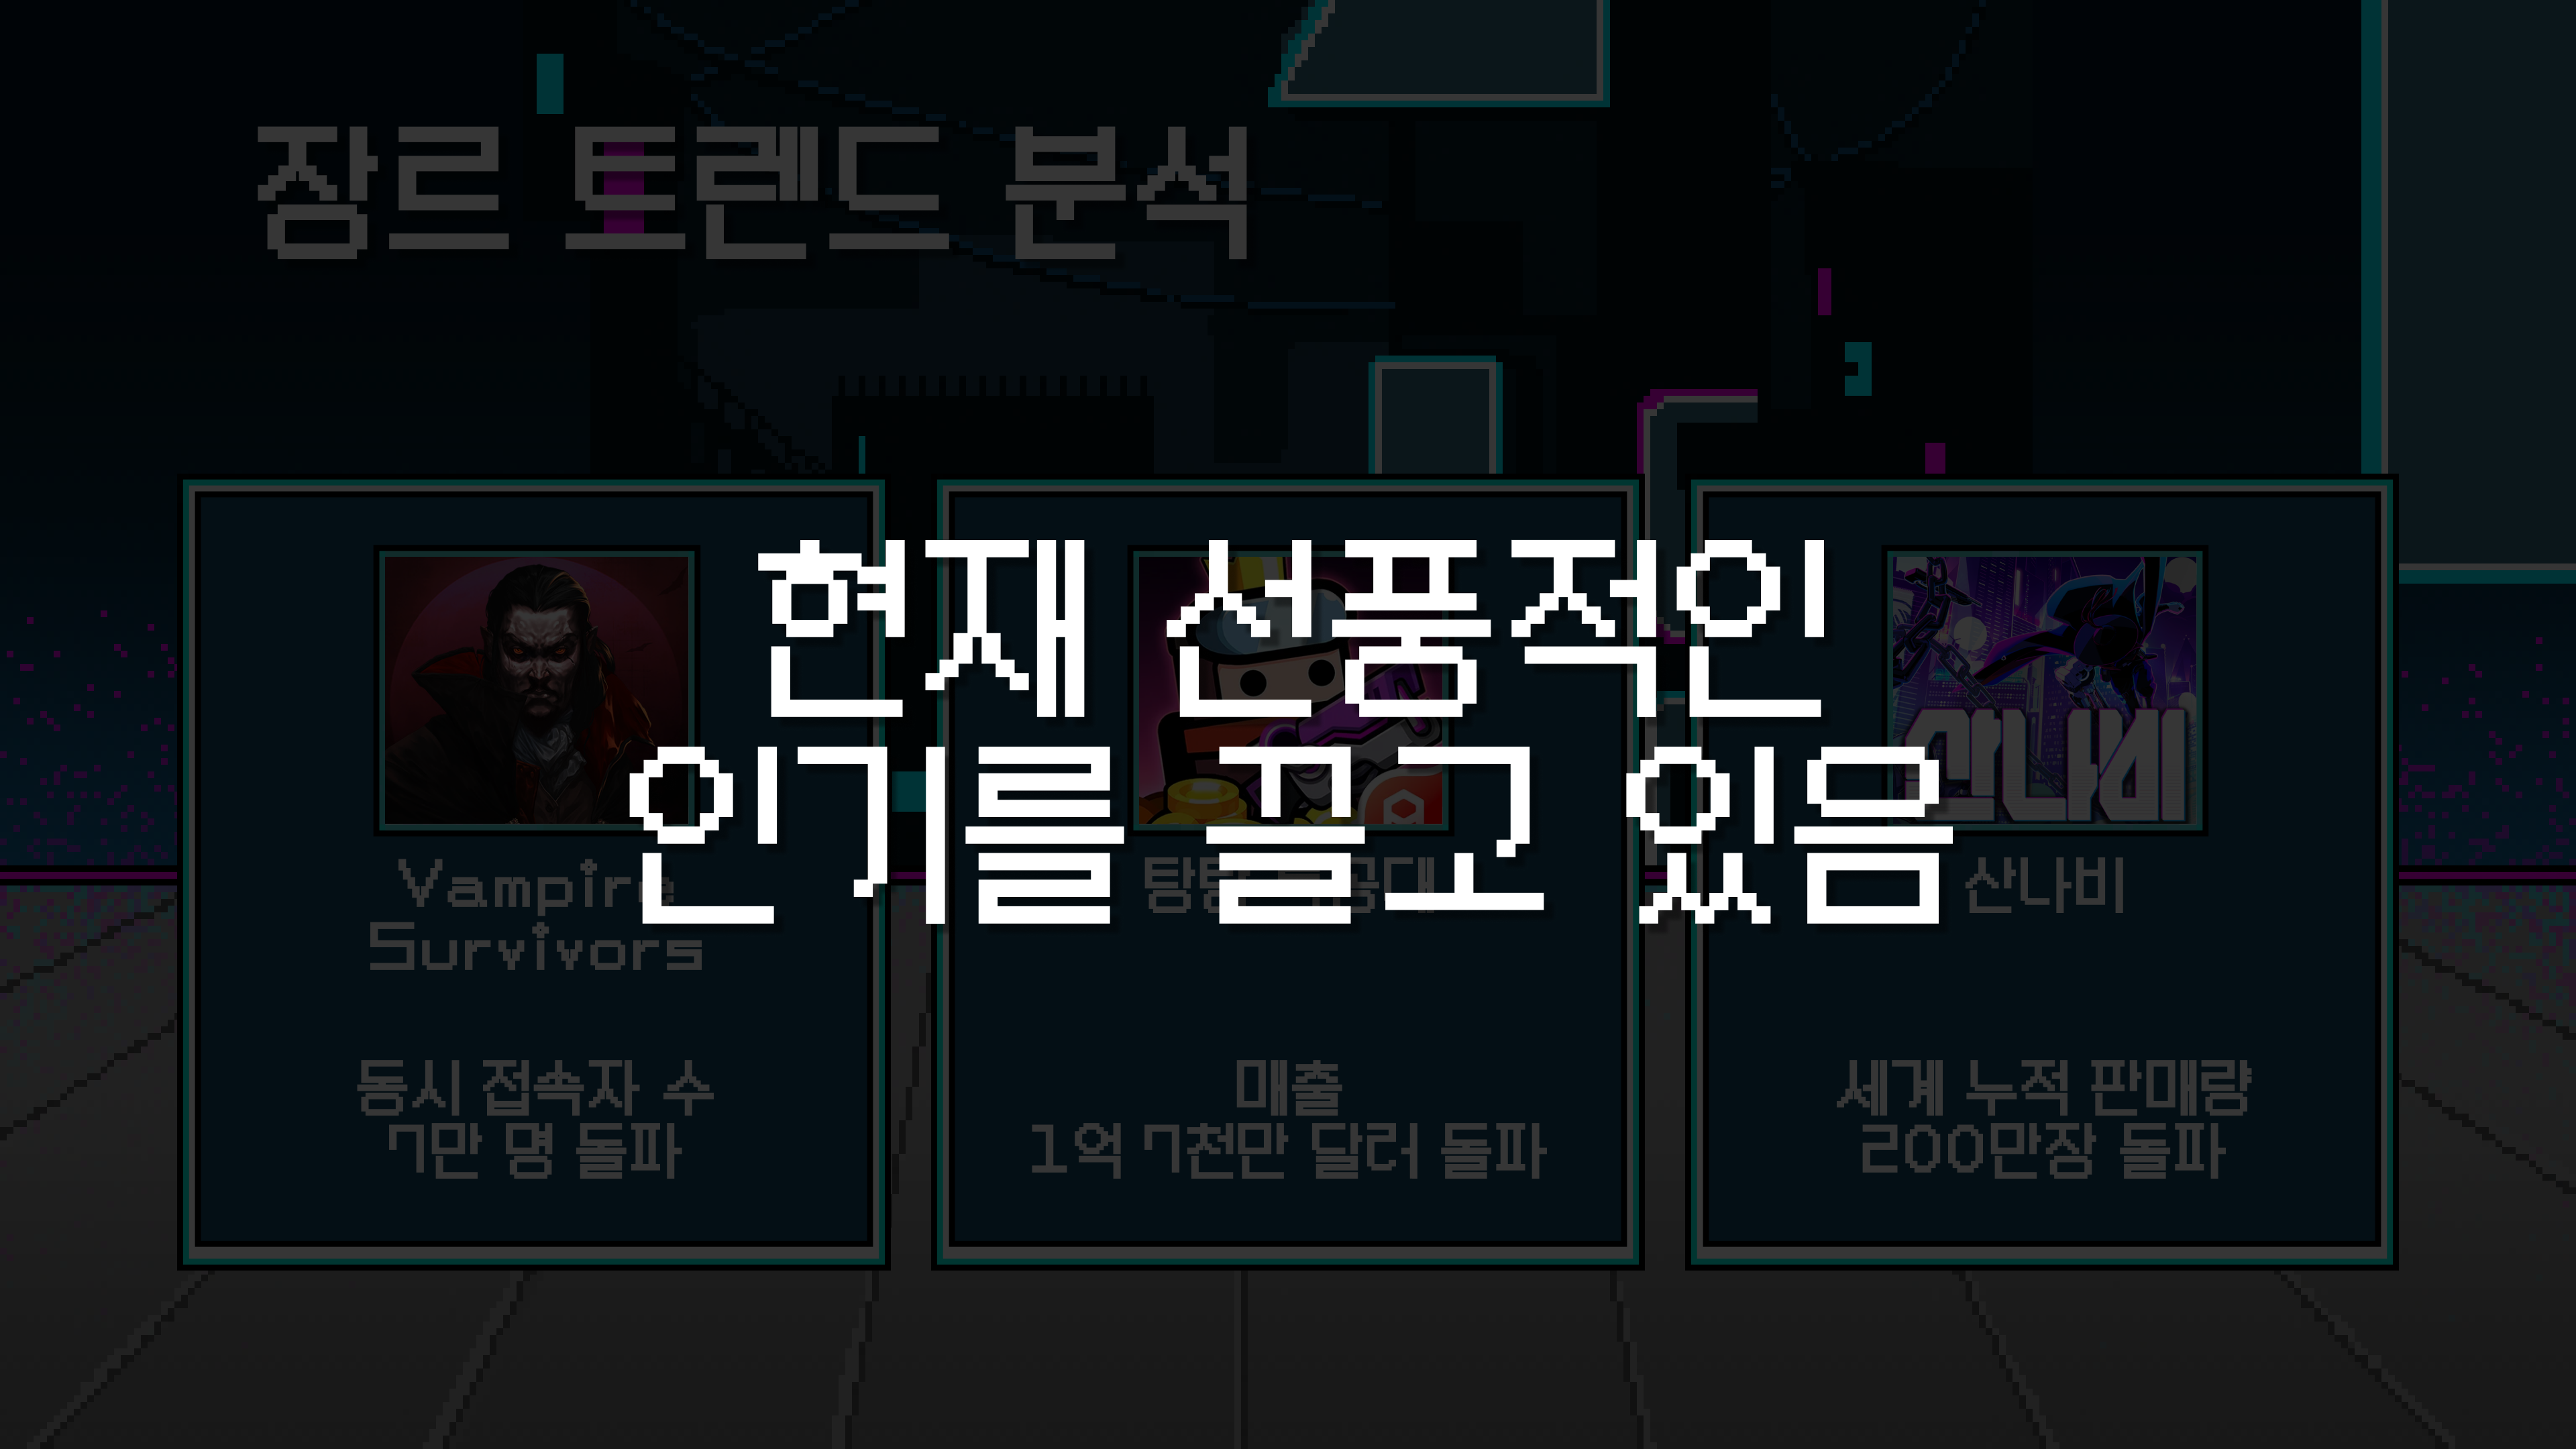 장르 트렌드 분석
현재 선풍적인
인기를 끌고 있음
산나비
Vampire
Survivors
산나비
동시 접속자 수
7만 명 돌파
매출
1억 7천만 달러 돌파
세계 누적 판매량
200만장 돌파